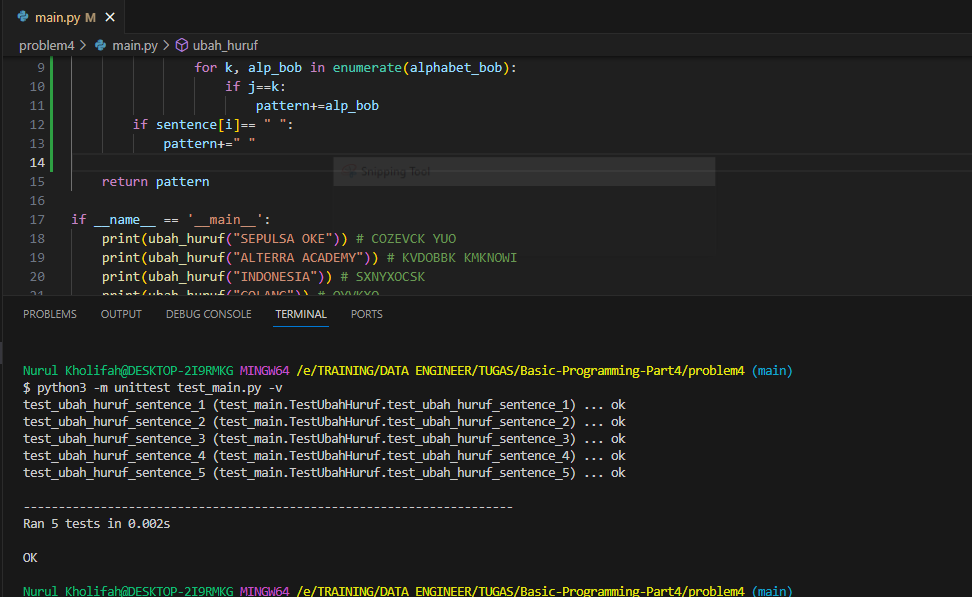 main.py M
problem4 > main.py > ubah_huruf
9 for k, alp_bob in enumerate(alphabet_bob):
10 if j==k:
11 pattern+=alp_bob
12 if sentence[i]== " ":
13 pattern+=" "
14
Snipping Tool
15 return pattern
16
17 if __name__ == '__main__':
18 print(ubah_huruf("SEPULSA OKE")) # COZEVCK YUO
19 print(ubah_huruf("ALTERRA ACADEMY")) # KVDOBBK KMKNOWI
20 print(ubah_huruf("INDONESIA")) # SXNYXOCSK
21 print(ubah_huruf("GOLANG")) # QYVKXQ
PROBLEMS OUTPUT DEBUG CONSOLE TERMINAL PORTS
Nurul Kholifah@DESKTOP-2I9RMKG MINGW64 /e/TRAINING/DATA ENGINEER/TUGAS/Basic-Programming-Part4/problem4 (main)
$ python3 -m unittest test_main.py -v
test_ubah_huruf_sentence_1 (test_main.TestUbahHuruf.test_ubah_huruf_sentence_1) ... ok
test_ubah_huruf_sentence_2 (test_main.TestUbahHuruf.test_ubah_huruf_sentence_2) ... ok
test_ubah_huruf_sentence_3 (test_main.TestUbahHuruf.test_ubah_huruf_sentence_3) ... ok
test_ubah_huruf_sentence_4 (test_main.TestUbahHuruf.test_ubah_huruf_sentence_4) ... ok
test_ubah_huruf_sentence_5 (test_main.TestUbahHuruf.test_ubah_huruf_sentence_5) ... ok
----------------------------------------------------------------------
Ran 5 tests in 0.002s
OK
Nurul Kholifah@DESKTOP-2I9RMKG MINGW64 /e/TRAINING/DATA ENGINEER/TUGAS/Basic-Programming-Part4/problem4 (main)